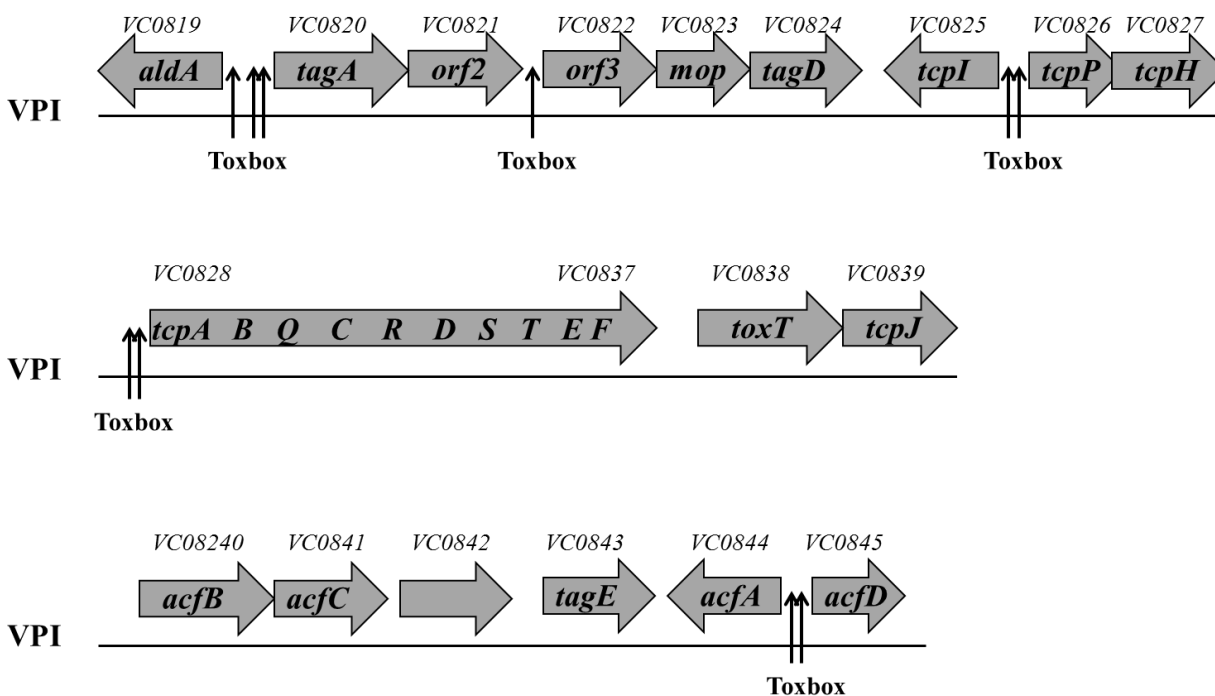 VC0819 VC0820 VC0821 VC0822 VC0823 VC0824 VC0825 VC0826 VC0827
aldA tagA orf2 orf3 mop tagD tcpI tcpP tcpH
VPI
Toxbox Toxbox Toxbox
VC0828 VC0837 VC0838 VC0839
tcpA B Q C R D S T E F toxT tcpJ
VPI
Toxbox
VC08240 VC0841 VC0842 VC0843 VC0844 VC0845
acfB acfC tagE acfA acfD
VPI
Toxbox